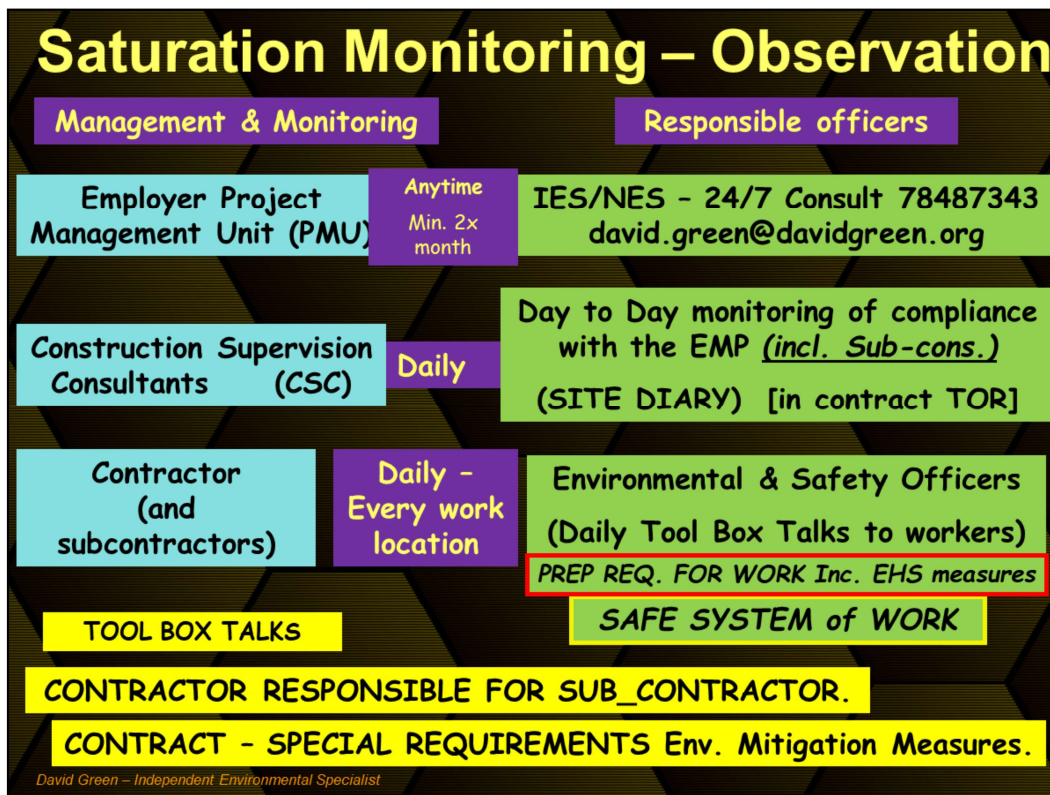 Saturation Monitoring – Observation
Management & Monitoring
Responsible officers
Employer Project
Management Unit (PMU)
Anytime
Min. 2x
month
IES/NES – 24/7 Consult 78487343
david.green@davidgreen.org
Construction Supervision
Consultants (CSC)
Daily
Day to Day monitoring of compliance
with the EMP (incl. Sub-cons.)
(SITE DIARY) [in contract TOR]
Contractor
(and
subcontractors)
Daily –
Every work
location
Environmental & Safety Officers
(Daily Tool Box Talks to workers)
PREP REQ. FOR WORK Inc. EHS measures
SAFE SYSTEM of WORK
TOOL BOX TALKS
CONTRACTOR RESPONSIBLE FOR SUB_CONTRACTOR.
CONTRACT – SPECIAL REQUIREMENTS Env. Mitigation Measures.
David Green – Independent Environmental Specialist